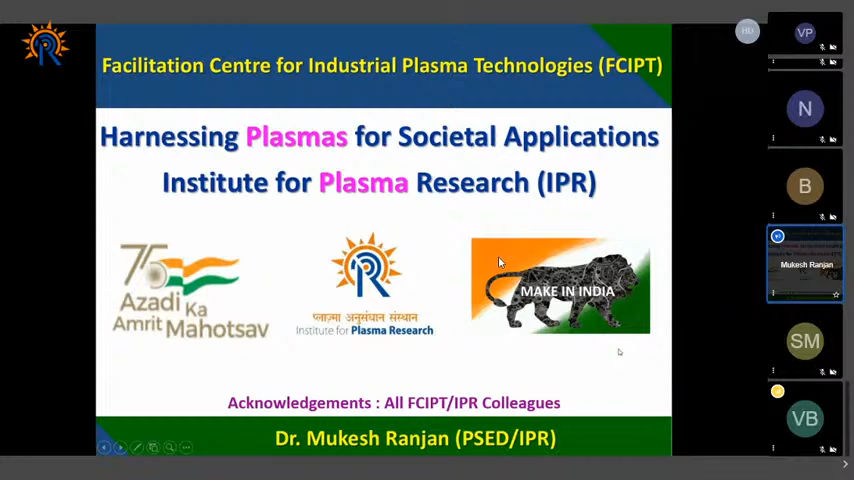 Facilitation Centre for Industrial Plasma Technologies (FCIPT)
Harnessing Plasmas for Societal Applications
Institute for Plasma Research (IPR)
75
Azadi Ka
Amrit Mahotsav
प्लाज़्मा अनुसंधान संस्थान
Institute for Plasma Research
MAKE IN INDIA
Acknowledgements : All FCIPT/IPR Colleagues
Dr. Mukesh Ranjan (PSED/IPR)
HD
VP
N
B
Mukesh Ranjan
SM
VB